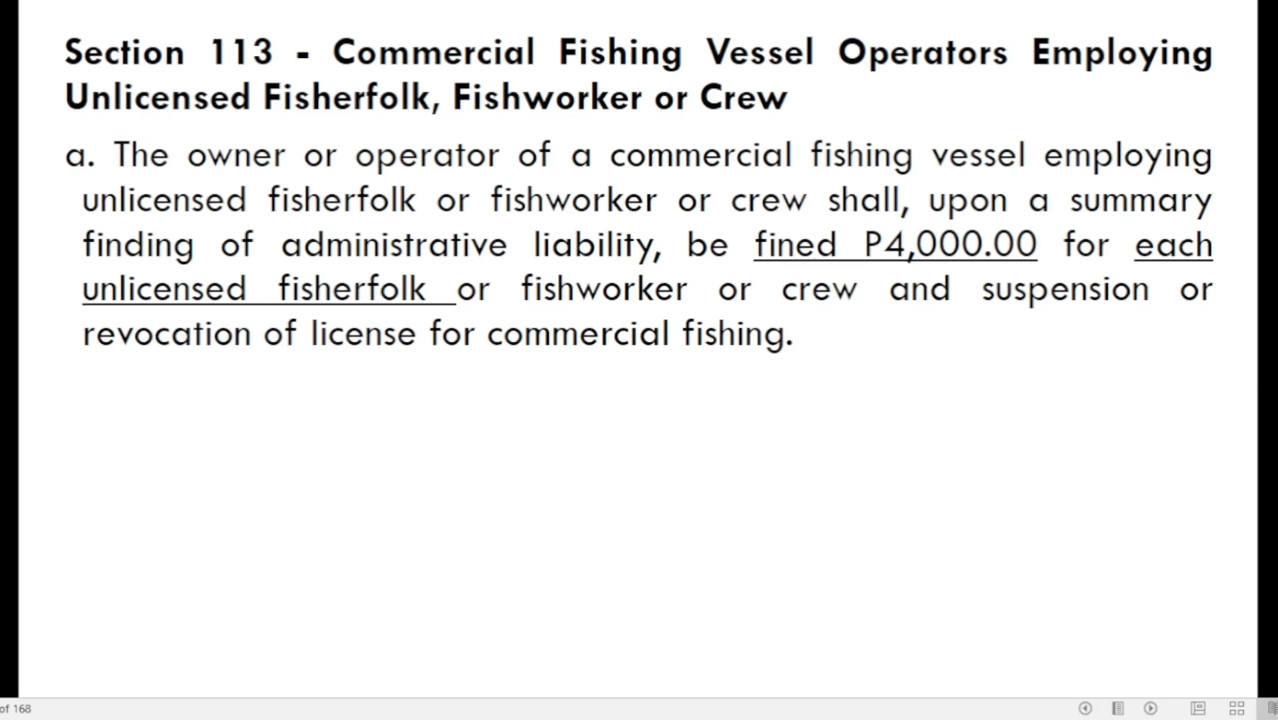 Section 113 - Commercial Fishing Vessel Operators Employing
Unlicensed Fisherfolk, Fishworker or Crew
a. The owner or operator of a commercial fishing vessel employing
unlicensed fisherfolk or fishworker or crew shall, upon a summary
finding of administrative liability, be fined P4,000.00 for each
unlicensed fisherfolk or fishworker or crew and suspension or
revocation of license for commercial fishing.
of 168